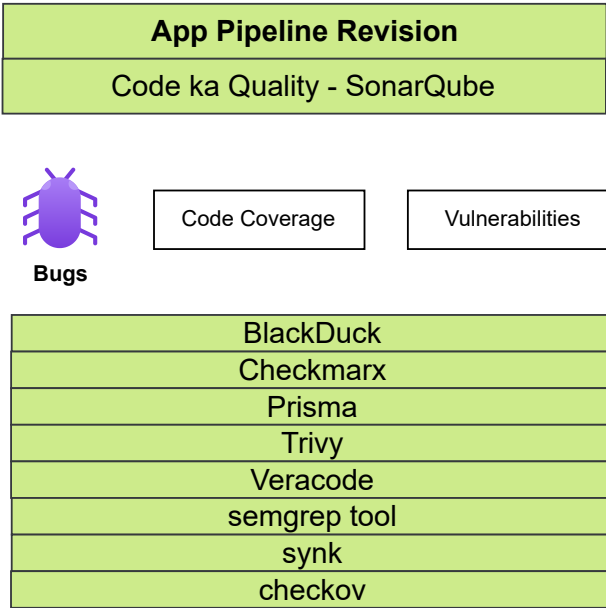 App Pipeline Revision
Code ka Quality - SonarQube
Code Coverage
Vulnerabilities
Bugs
BlackDuck
Checkmarx
Prisma
Trivy
Veracode
semgrep tool
synk
checkov